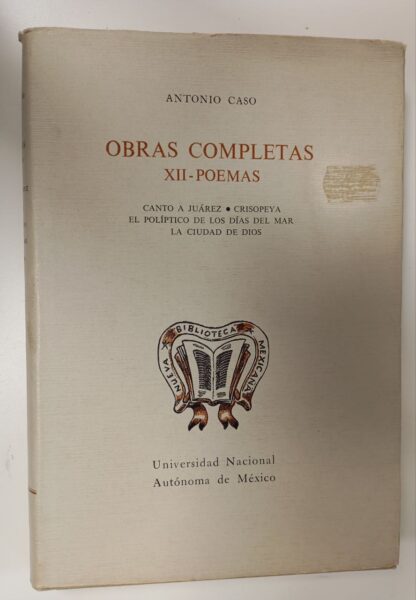 ANTONIO CASO
OBRAS COMPLETAS
XII-POEMAS
CANTO A JUÁREZ • CRISOPEYA
EL POLÍPTICO DE LOS DÍAS DEL MAR
LA CIUDAD DE DIOS
NUEVA BIBLIOTECA MEXICANA
Universidad Nacional
Autónoma de México